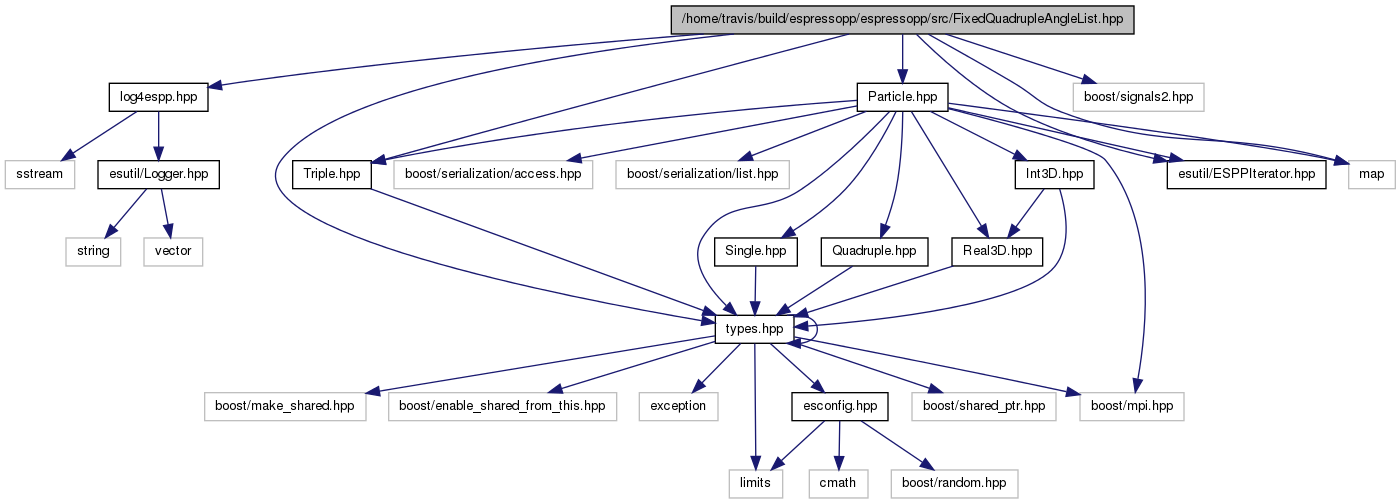 /home/travis/build/espressopp/espressopp/src/FixedQuadrupleAngleList.hpp
log4espp.hpp
Particle.hpp
boost/signals2.hpp
sstream
esutil/Logger.hpp
Triple.hpp
boost/serialization/access.hpp
boost/serialization/list.hpp
Int3D.hpp
esutil/ESPPIterator.hpp
map
string
vector
Single.hpp
Quadruple.hpp
Real3D.hpp
types.hpp
boost/make_shared.hpp
boost/enable_shared_from_this.hpp
exception
esconfig.hpp
boost/shared_ptr.hpp
boost/mpi.hpp
limits
cmath
boost/random.hpp